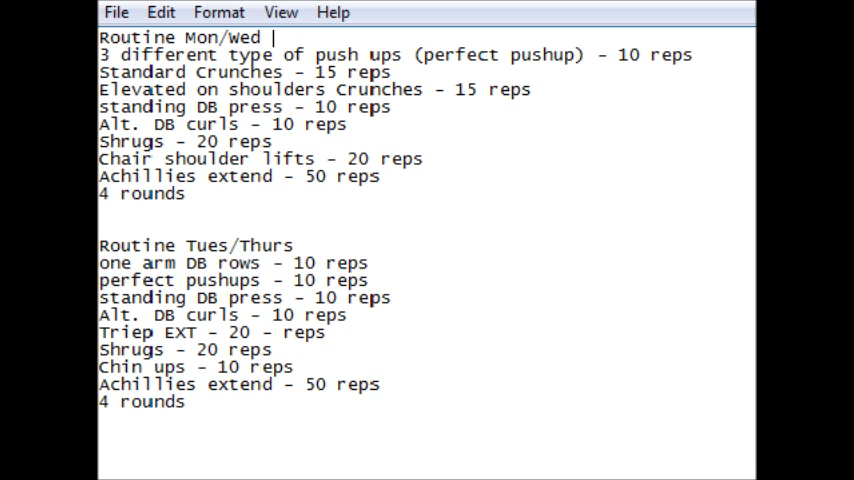 File Edit Format View Help
Routine Mon/Wed
3 different type of push ups (perfect pushup) - 10 reps
Standard Crunches - 15 reps
Elevated on shoulders Crunches - 15 reps
standing DB press - 10 reps
Alt. DB curls - 10 reps
Shrugs - 20 reps
Chair shoulder lifts - 20 reps
Achillies extend - 50 reps
4 rounds
Routine Tues/Thurs
one arm DB rows - 10 reps
perfect pushups - 10 reps
standing DB press - 10 reps
Alt. DB curls - 10 reps
Triep EXT - 20 - reps
Shrugs - 20 reps
Chin ups - 10 reps
Achillies extend - 50 reps
4 rounds